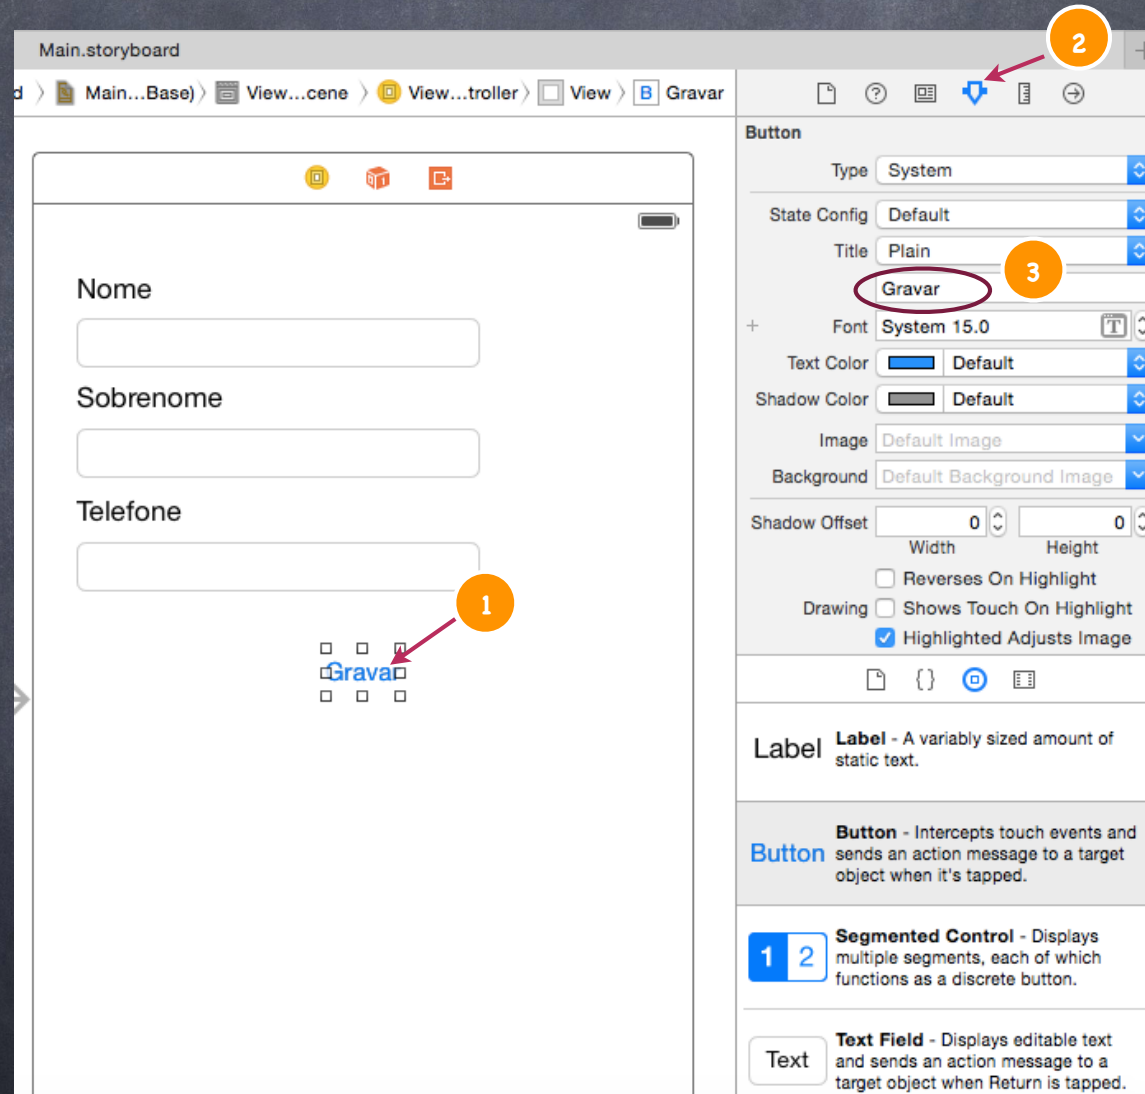 Main.storyboard
2
d
Main...Base)
View...cene
View...troller
View
B Gravar
Button
Type System
State Config Default
Title Plain
3
Gravar
Font System 15.0 T
Text Color Default
Shadow Color Default
Image Default Image
Background Default Background Image
Shadow Offset 0 0
Width Height
Reverses On Highlight
Drawing Shows Touch On Highlight
Highlighted Adjusts Image
Nome
Sobrenome
Telefone
1
Gravar
{}
Label Label - A variably sized amount of
static text.
Button - Intercepts touch events and
Button sends an action message to a target
object when it's tapped.
Segmented Control - Displays
1 2 multiple segments, each of which
functions as a discrete button.
Text Field - Displays editable text
Text and sends an action message to a
target object when Return is tapped.